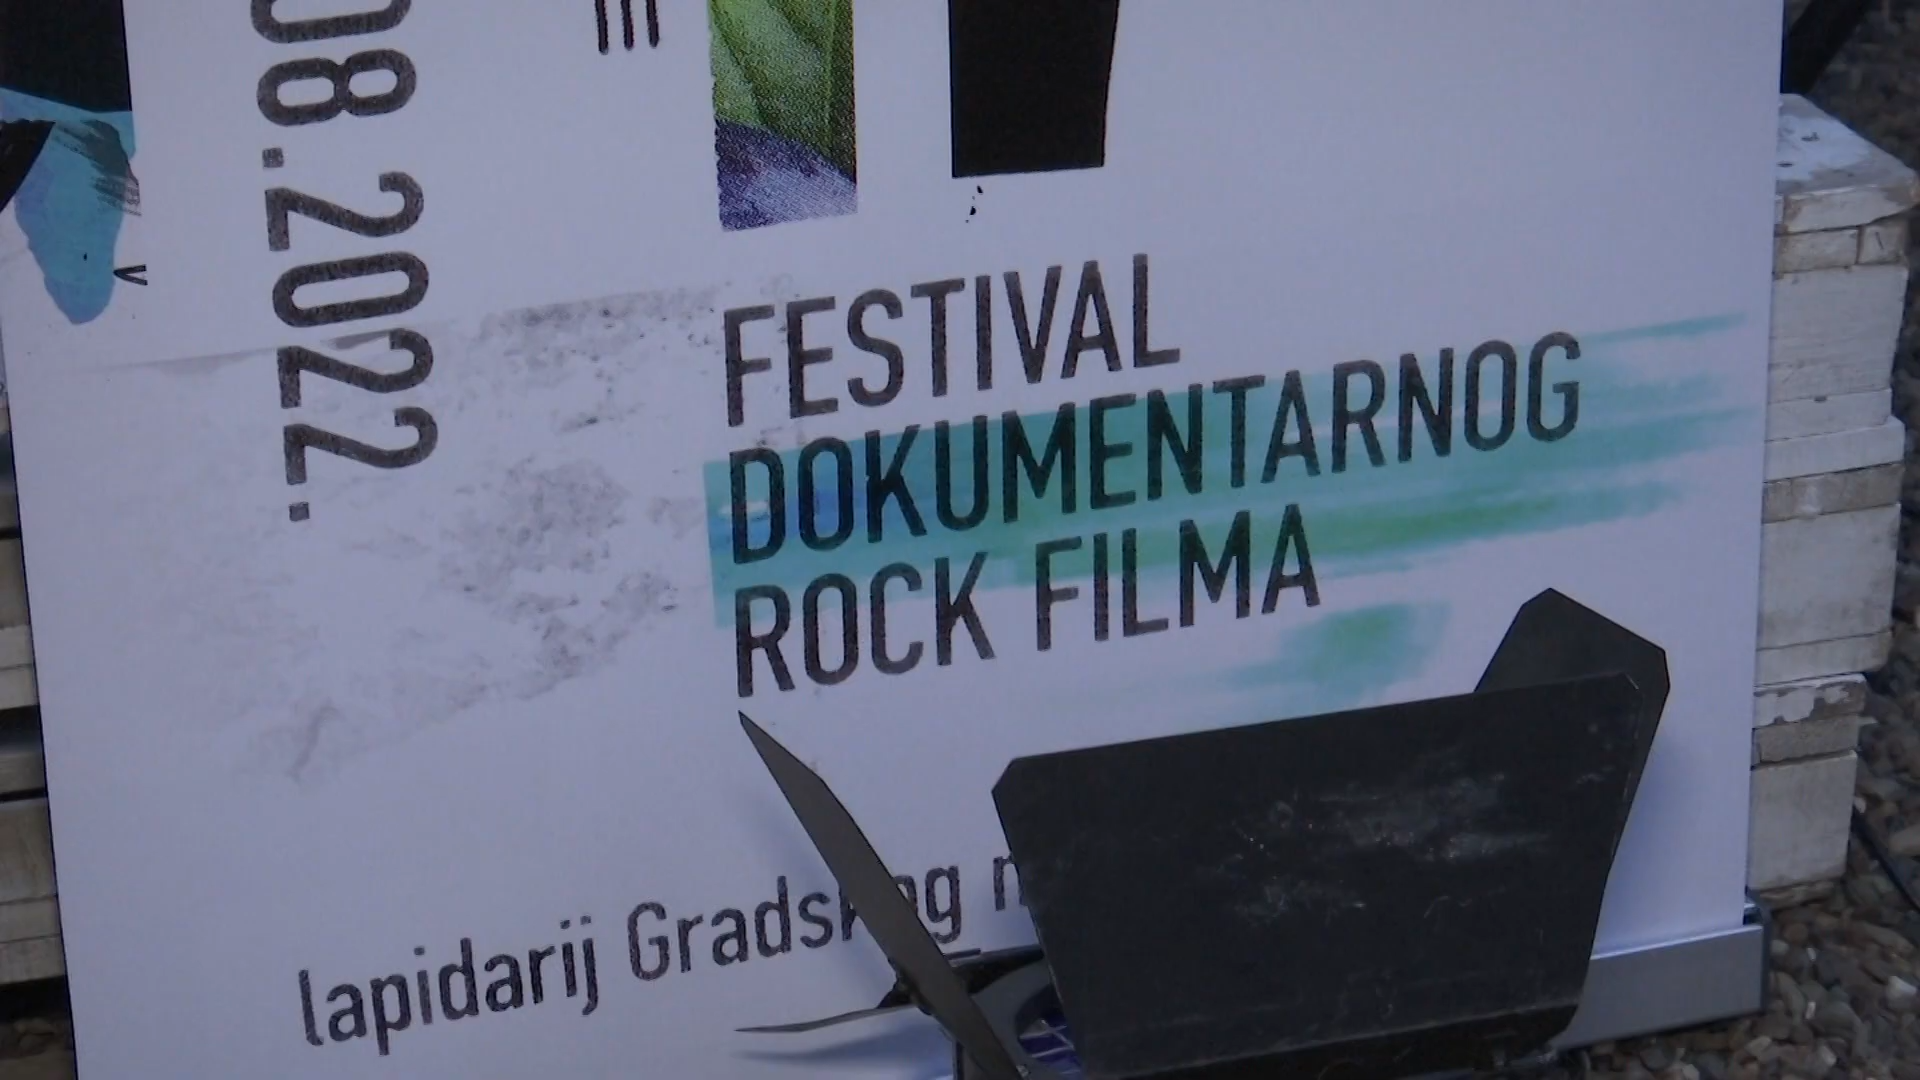 08.2022.
FESTIVAL
DOKUMENTARNOG
ROCK FILMA
lapidarij Gradskog